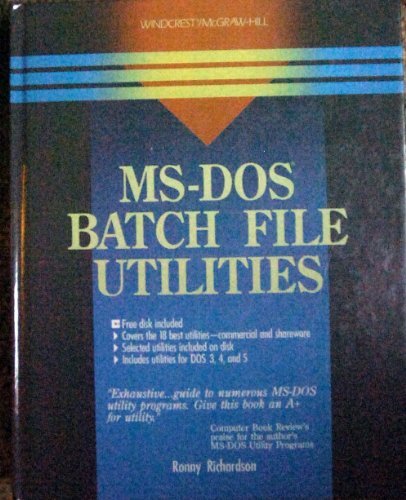 WINDCREST/McGRAW-HILL
MS-DOS®
BATCH FILE
UTILITIES
Free disk included
Covers the 18 best utilities—commercial and shareware
Selected utilities included on disk
Includes utilities for DOS 3, 4, and 5
"Exhaustive...guide to numerous MS-DOS
utility programs. Give this book an A+
for utility."
Computer Book Review's
praise for the author's
MS-DOS Utility Programs
Ronny Richardson